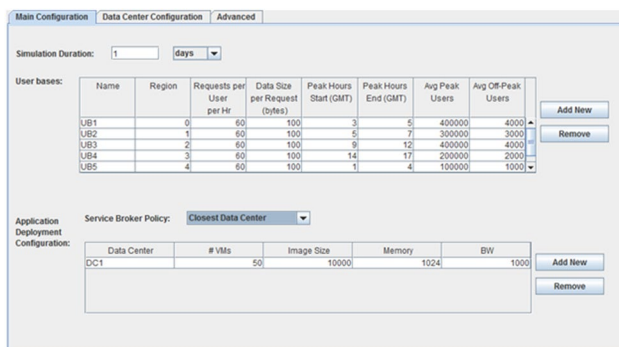 Main Configuration Data Center Configuration Advanced
Simulation Duration: 1 days
User bases:
Name Region Requests per User per Hr Data Size per Request (bytes) Peak Hours Start (GMT) Peak Hours End (GMT) Avg Peak Users Avg Off-Peak Users
UB1 0 60 100 3 5 400000 4000
UB2 1 60 100 5 7 300000 3000
UB3 2 60 100 9 12 400000 4000
UB4 3 60 100 14 17 200000 2000
UB5 4 60 100 1 4 100000 1000
Add New
Remove
Application Deployment Configuration:
Service Broker Policy: Closest Data Center
Data Center # VMs Image Size Memory BW
DC1 50 10000 1024 1000
Add New
Remove